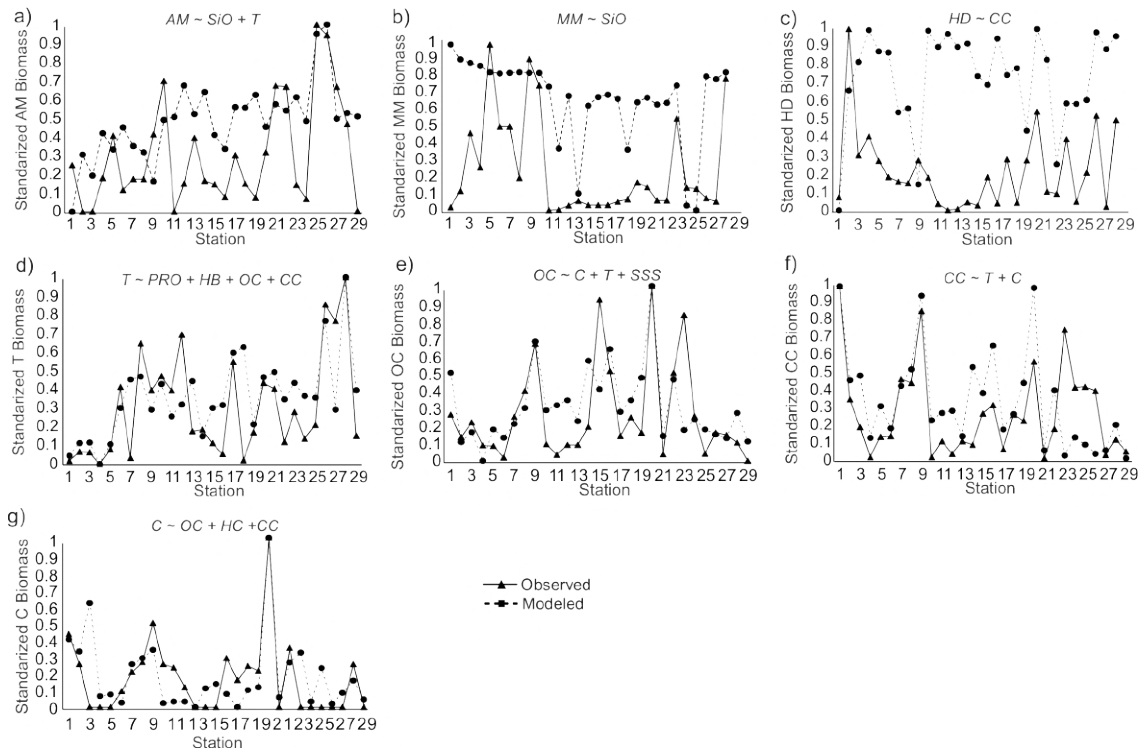 a) AM ~ SiO + T
Standarized AM Biomass
1
0.9
0.8
0.7
0.6
0.5
0.4
0.3
0.2
0.1
0
1 3 5 7 9 11 13 15 17 19 21 23 25 27 29
Station
b) MM ~ SiO
Standarized MM Biomass
1
0.9
0.8
0.7
0.6
0.5
0.4
0.3
0.2
0.1
0
1 3 5 7 9 11 13 15 17 19 21 23 25 27 29
Station
c) HD ~ CC
Standarized HD Biomass
1
0.9
0.8
0.7
0.6
0.5
0.4
0.3
0.2
0.1
0
1 3 5 7 9 11 13 15 17 19 21 23 25 27 29
Station
d) T ~ PRO + HB + OC + CC
Standarized T Biomass
1
0.9
0.8
0.7
0.6
0.5
0.4
0.3
0.2
0.1
0
1 3 5 7 9 11 13 15 17 19 21 23 25 27 29
Station
e) OC ~ C + T + SSS
Standarized OC Biomass
1
0.9
0.8
0.7
0.6
0.5
0.4
0.3
0.2
0.1
0
1 3 5 7 9 11 13 15 17 19 21 23 25 27 29
Station
f) CC ~ T + C
Standarized CC Biomass
1
0.9
0.8
0.7
0.6
0.5
0.4
0.3
0.2
0.1
0
1 3 5 7 9 11 13 15 17 19 21 23 25 27 29
Station
g) C ~ OC + HC +CC
Standarized C Biomass
1
0.9
0.8
0.7
0.6
0.5
0.4
0.3
0.2
0.1
0
1 3 5 7 9 11 13 15 17 19 21 23 25 27 29
Station
Observed
Modeled